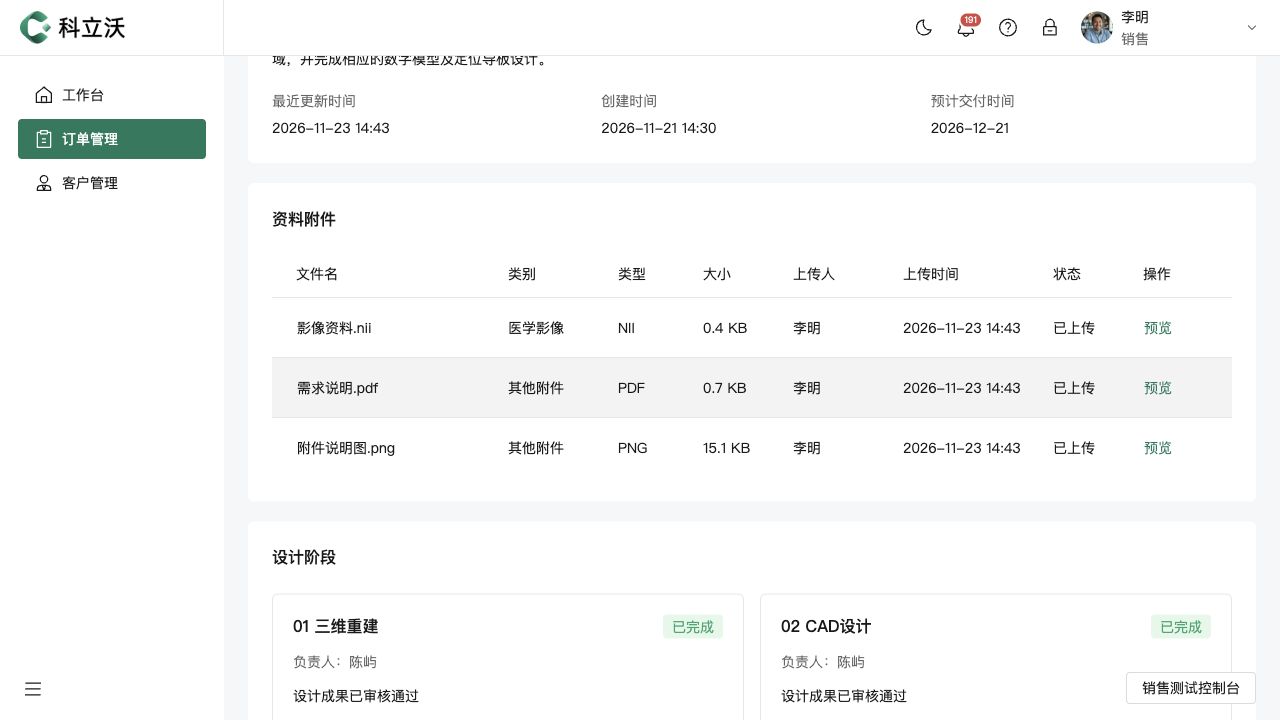 科立沃
191
李明
销售
工作台
订单管理
客户管理
域，并完成相应的数字模型及定位导板设计。
最近更新时间 创建时间 预计交付时间
2026-11-23 14:43 2026-11-21 14:30 2026-12-21
资料附件
文件名 类别 类型 大小 上传人 上传时间 状态 操作
影像资料.nii 医学影像 NII 0.4 KB 李明 2026-11-23 14:43 已上传 预览
需求说明.pdf 其他附件 PDF 0.7 KB 李明 2026-11-23 14:43 已上传 预览
附件说明图.png 其他附件 PNG 15.1 KB 李明 2026-11-23 14:43 已上传 预览
设计阶段
01 三维重建 已完成
负责人：陈屿
设计成果已审核通过
02 CAD设计 已完成
负责人：陈屿
设计成果已审核通过
销售测试控制台